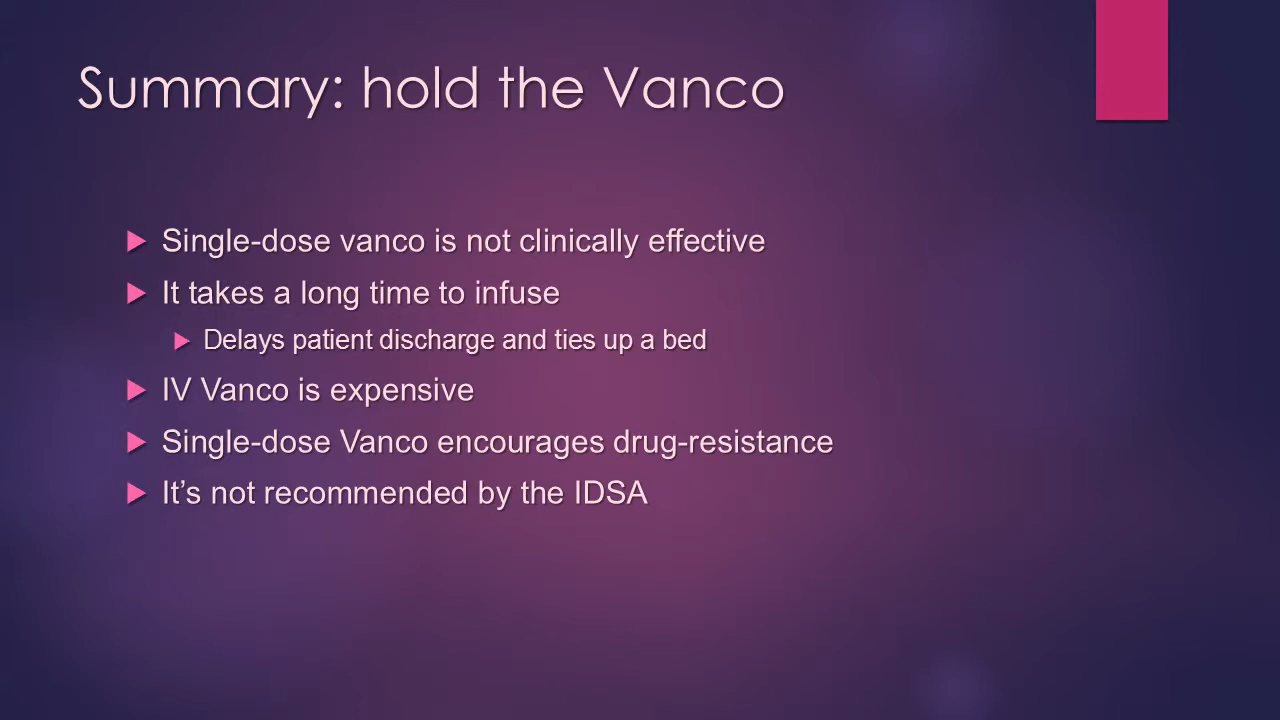 Summary: hold the Vanco
Single-dose vanco is not clinically effective
It takes a long time to infuse
Delays patient discharge and ties up a bed
IV Vanco is expensive
Single-dose Vanco encourages drug-resistance
It’s not recommended by the IDSA